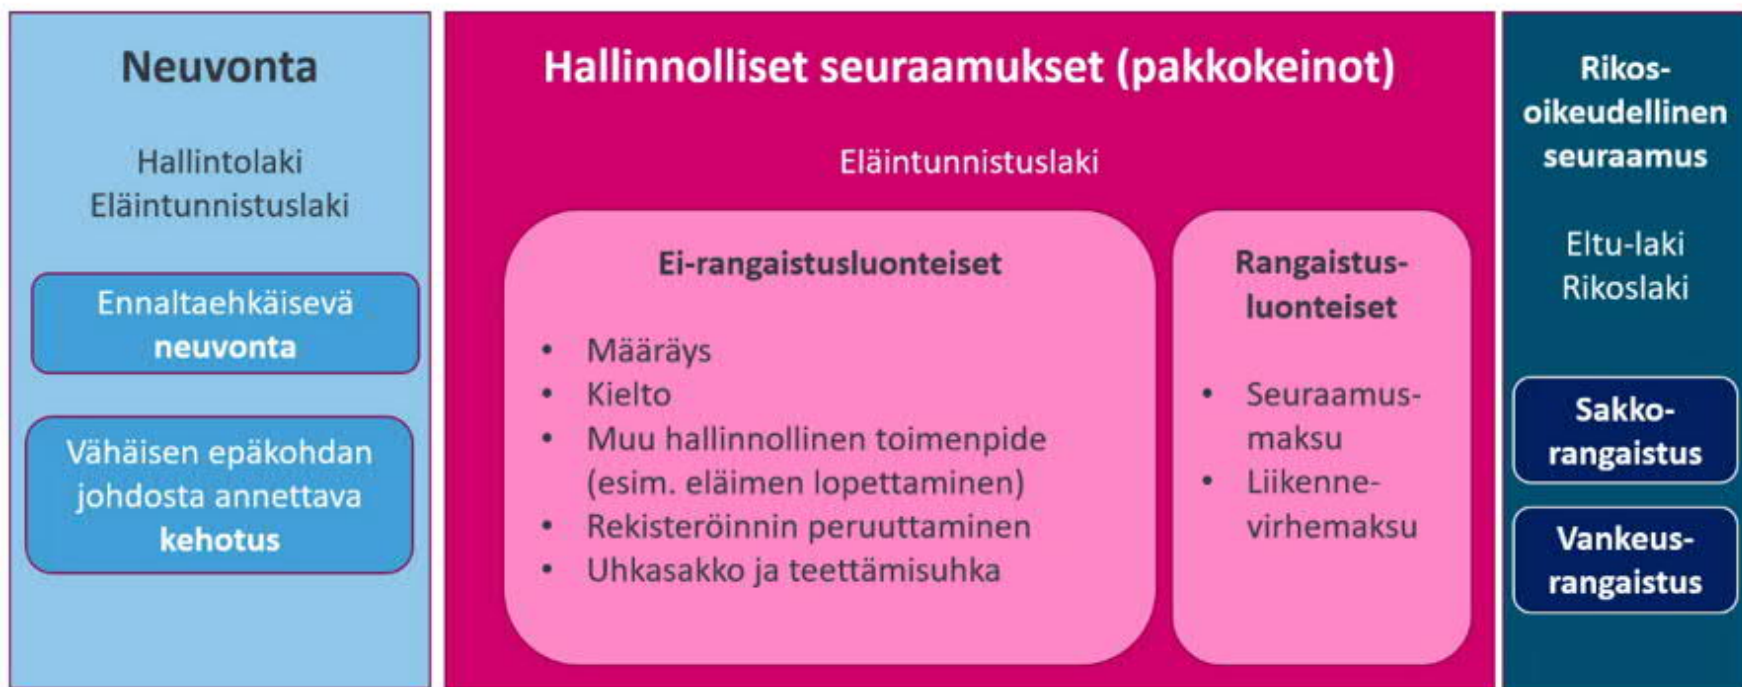 Neuvonta
Hallintolaki
Eläintunnistuslaki
Ennaltaehkäisevä
neuvonta
Vähäisen epäkohdan
johdosta annettava
kehotus
Hallinnolliset seuraamukset (pakkokeinot)
Eläintunnistuslaki
Ei-rangaistusluonteiset
• Määräys
• Kielto
• Muu hallinnollinen toimenpide
(esim. eläimen lopettaminen)
• Rekisteröinnin peruuttaminen
• Uhkasakko ja teettämisuhka
Rangaistus-
luonteiset
• Seuraamus-
maksu
• Liikenne-
virhemaksu
Rikos-
oikeudellinen
seuraamus
Eltu-laki
Rikoslaki
Sakko-
rangaistus
Vankeus-
rangaistus